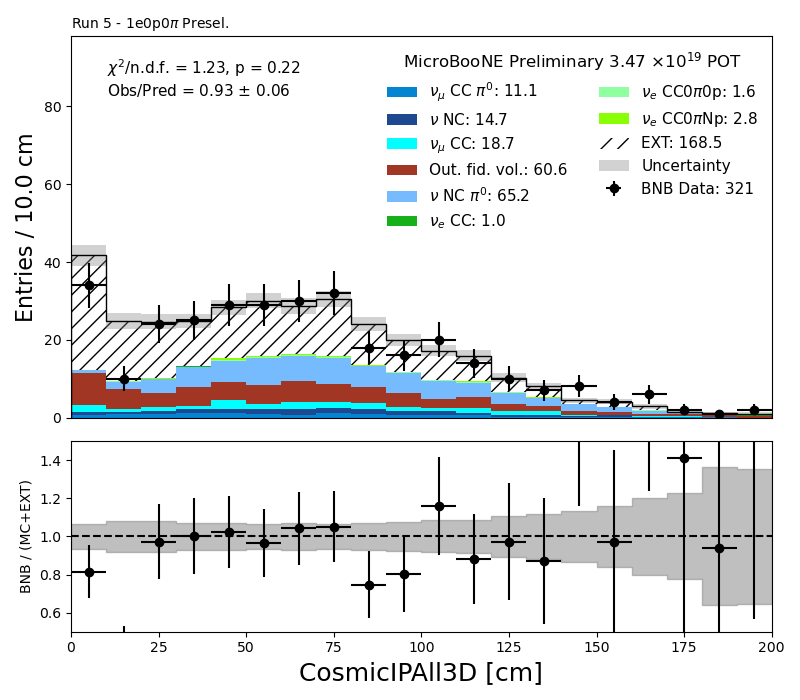 Run 5 - 1e0p0π Presel.
χ²/n.d.f. = 1.23, p = 0.22
Obs/Pred = 0.93 ± 0.06
MicroBooNE Preliminary 3.47 ×10¹⁹ POT
ν_μ CC π⁰: 11.1
ν NC: 14.7
ν_μ CC: 18.7
Out. fid. vol.: 60.6
ν NC π⁰: 65.2
ν_e CC: 1.0
ν_e CC0π0p: 1.6
ν_e CC0πNp: 2.8
EXT: 168.5
Uncertainty
BNB Data: 321
Entries / 10.0 cm
80
60
40
20
0
BNB / (MC+EXT)
1.4
1.2
1.0
0.8
0.6
0 25 50 75 100 125 150 175 200
CosmicIPAll3D [cm]